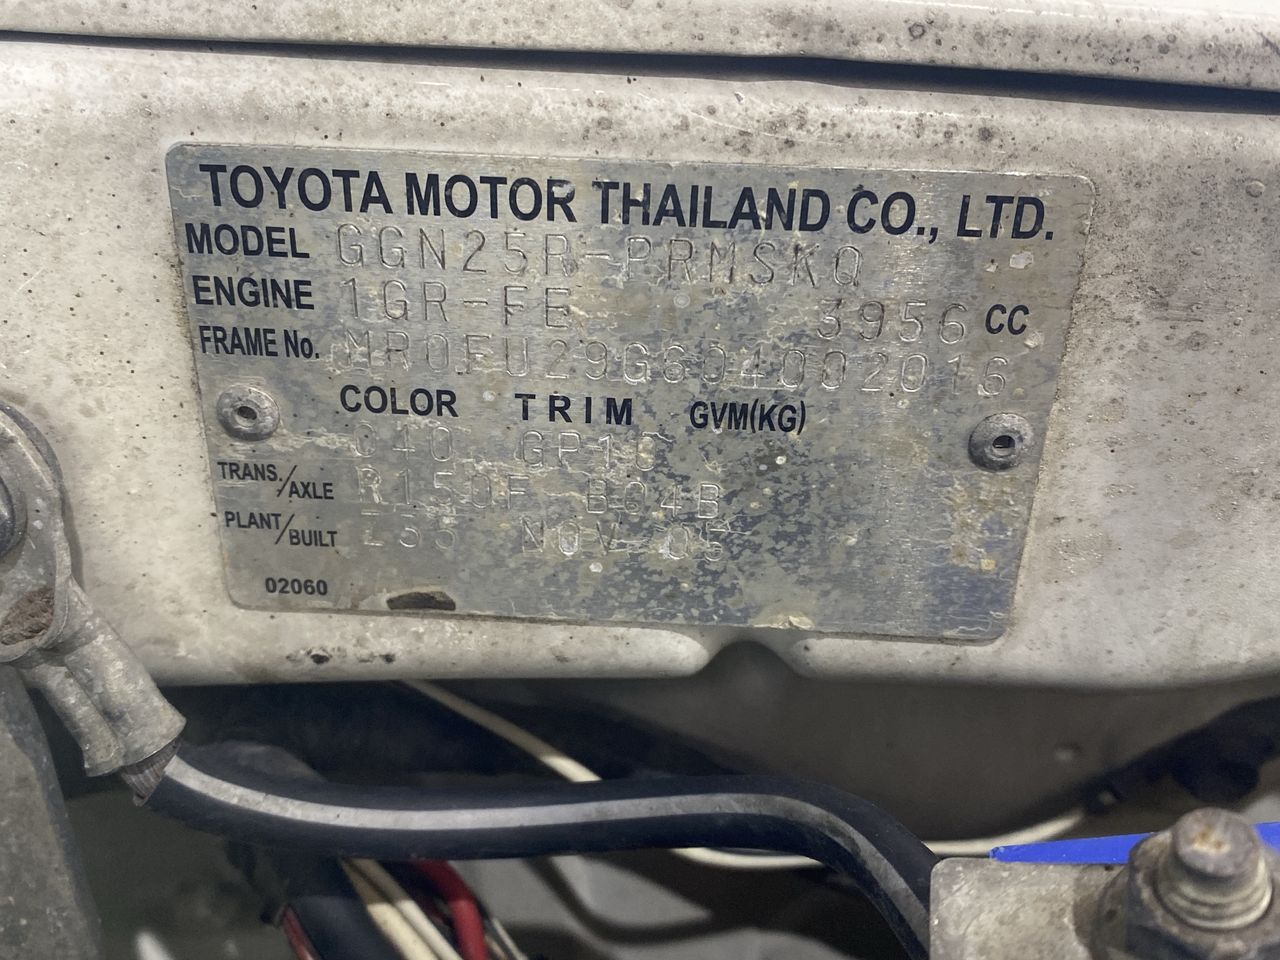 TOYOTA MOTOR THAILAND CO., LTD.
MODEL GGN25R-PRMSKQ
ENGINE 1GR-FE 3956 CC
FRAME No. MR0FU29G604002016
COLOR TRIM GVM(KG)
040 GP10
TRANS./AXLE R150F B04B
PLANT/BUILT NOV 05
02060